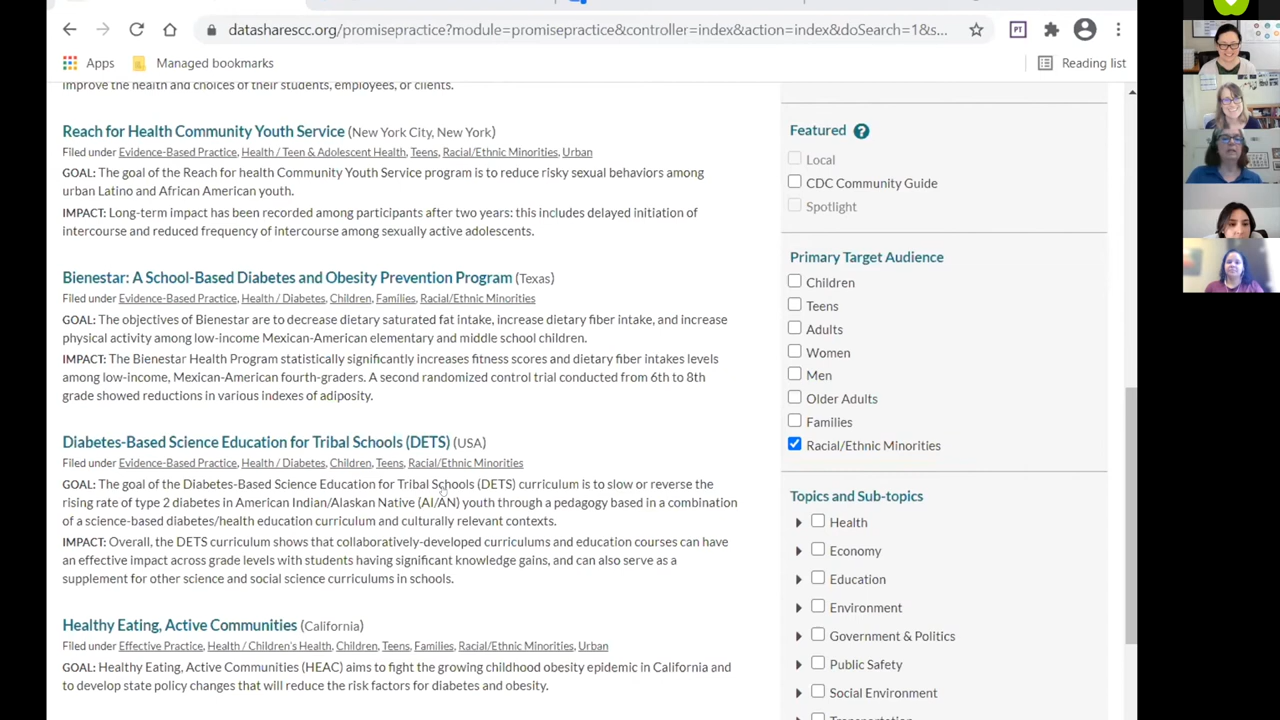 datasharescc.org/promisepractice?module=promisepractice&controller=index&action=index&doSearch=1&s...
PT
Apps
Managed bookmarks
Reading list
improve the health and choices of their students, employees, or clients.
Reach for Health Community Youth Service (New York City, New York)
Filed under Evidence-Based Practice, Health / Teen & Adolescent Health, Teens, Racial/Ethnic Minorities, Urban
GOAL: The goal of the Reach for health Community Youth Service program is to reduce risky sexual behaviors among
urban Latino and African American youth.
IMPACT: Long-term impact has been recorded among participants after two years: this includes delayed initiation of
intercourse and reduced frequency of intercourse among sexually active adolescents.
Bienestar: A School-Based Diabetes and Obesity Prevention Program (Texas)
Filed under Evidence-Based Practice, Health / Diabetes, Children, Families, Racial/Ethnic Minorities
GOAL: The objectives of Bienestar are to decrease dietary saturated fat intake, increase dietary fiber intake, and increase
physical activity among low-income Mexican-American elementary and middle school children.
IMPACT: The Bienestar Health Program statistically significantly increases fitness scores and dietary fiber intakes levels
among low-income, Mexican-American fourth-graders. A second randomized control trial conducted from 6th to 8th
grade showed reductions in various indexes of adiposity.
Diabetes-Based Science Education for Tribal Schools (DETS) (USA)
Filed under Evidence-Based Practice, Health / Diabetes, Children, Teens, Racial/Ethnic Minorities
GOAL: The goal of the Diabetes-Based Science Education for Tribal Schools (DETS) curriculum is to slow or reverse the
rising rate of type 2 diabetes in American Indian/Alaskan Native (AI/AN) youth through a pedagogy based in a combination
of a science-based diabetes/health education curriculum and culturally relevant contexts.
IMPACT: Overall, the DETS curriculum shows that collaboratively-developed curriculums and education courses can have
an effective impact across grade levels with students having significant knowledge gains, and can also serve as a
supplement for other science and social science curriculums in schools.
Healthy Eating, Active Communities (California)
Filed under Effective Practice, Health / Children's Health, Children, Teens, Families, Racial/Ethnic Minorities, Urban
GOAL: Healthy Eating, Active Communities (HEAC) aims to fight the growing childhood obesity epidemic in California and
to develop state policy changes that will reduce the risk factors for diabetes and obesity.
Featured ?
Local
CDC Community Guide
Spotlight
Primary Target Audience
Children
Teens
Adults
Women
Men
Older Adults
Families
Racial/Ethnic Minorities
Topics and Sub-topics
Health
Economy
Education
Environment
Government & Politics
Public Safety
Social Environment